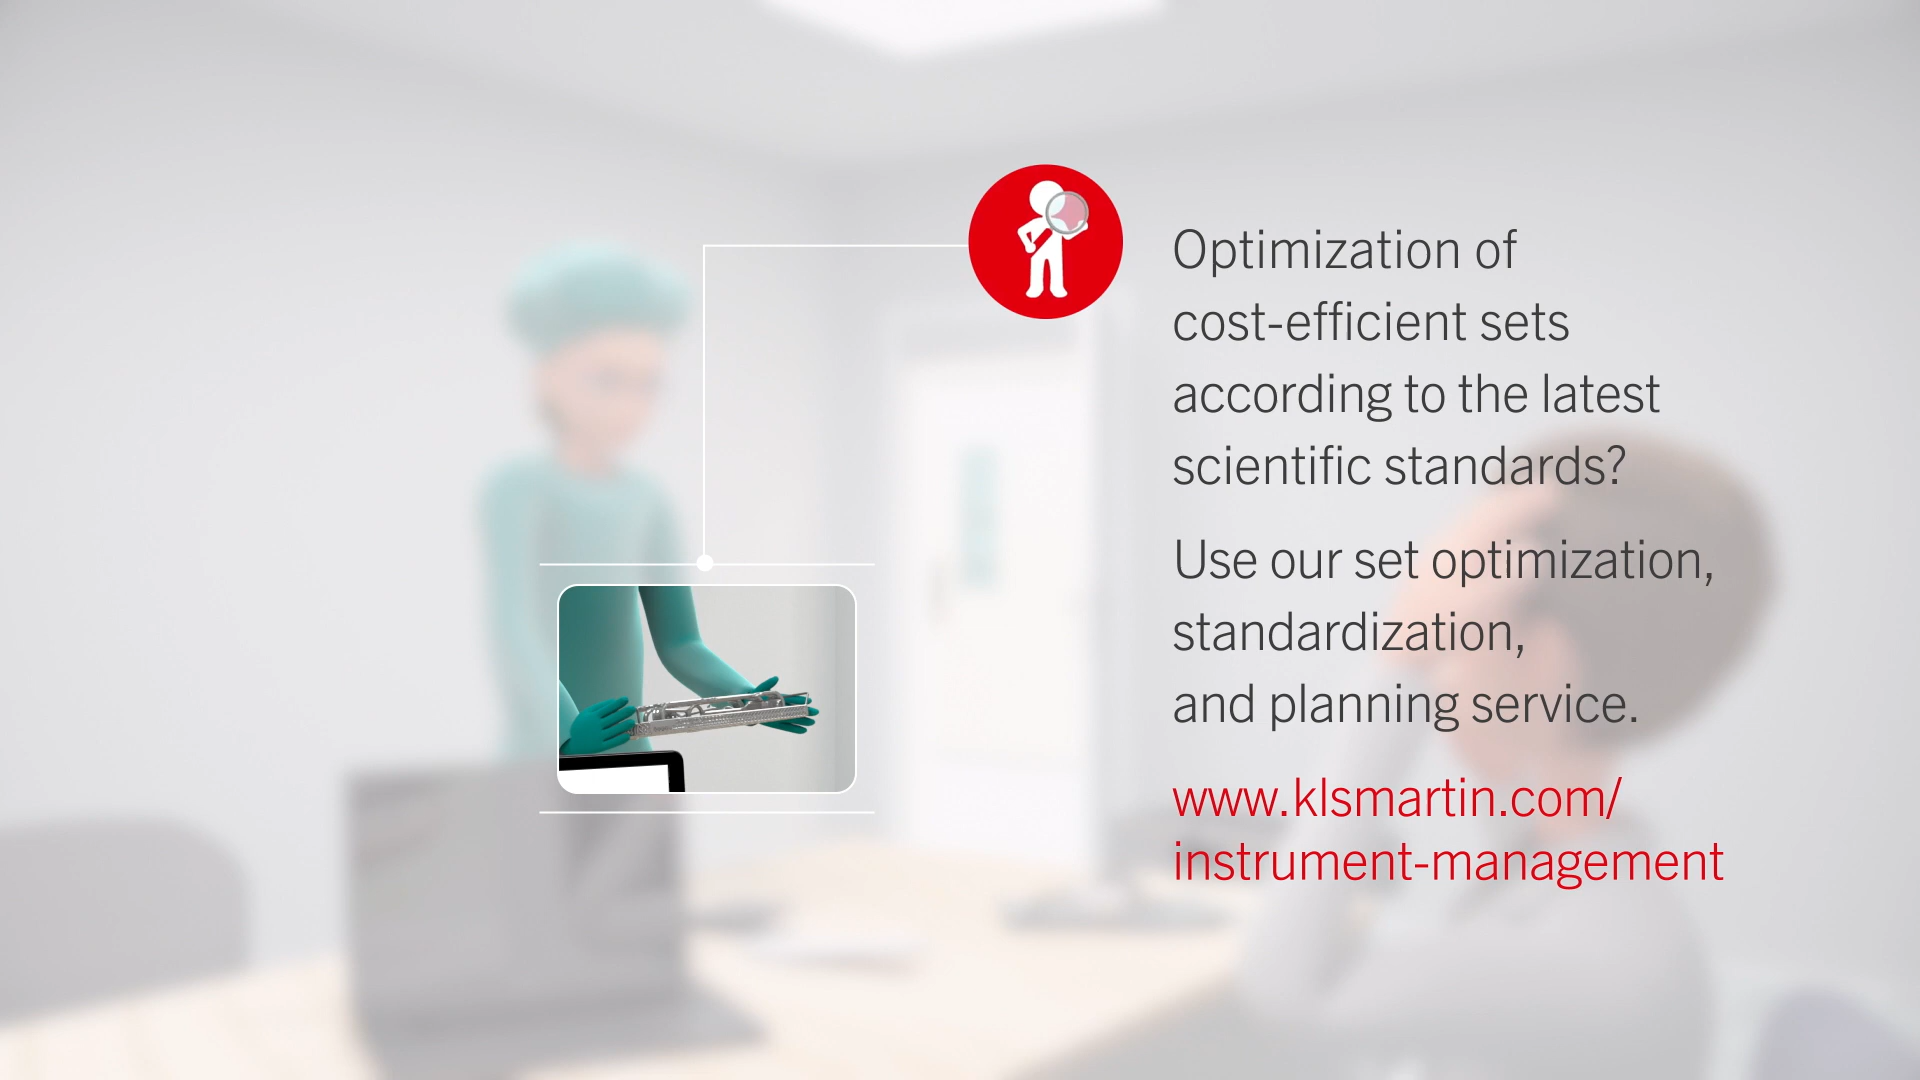 Optimization of
cost-efficient sets
according to the latest
scientific standards?
Use our set optimization,
standardization,
and planning service.
www.klsmartin.com/
instrument-management